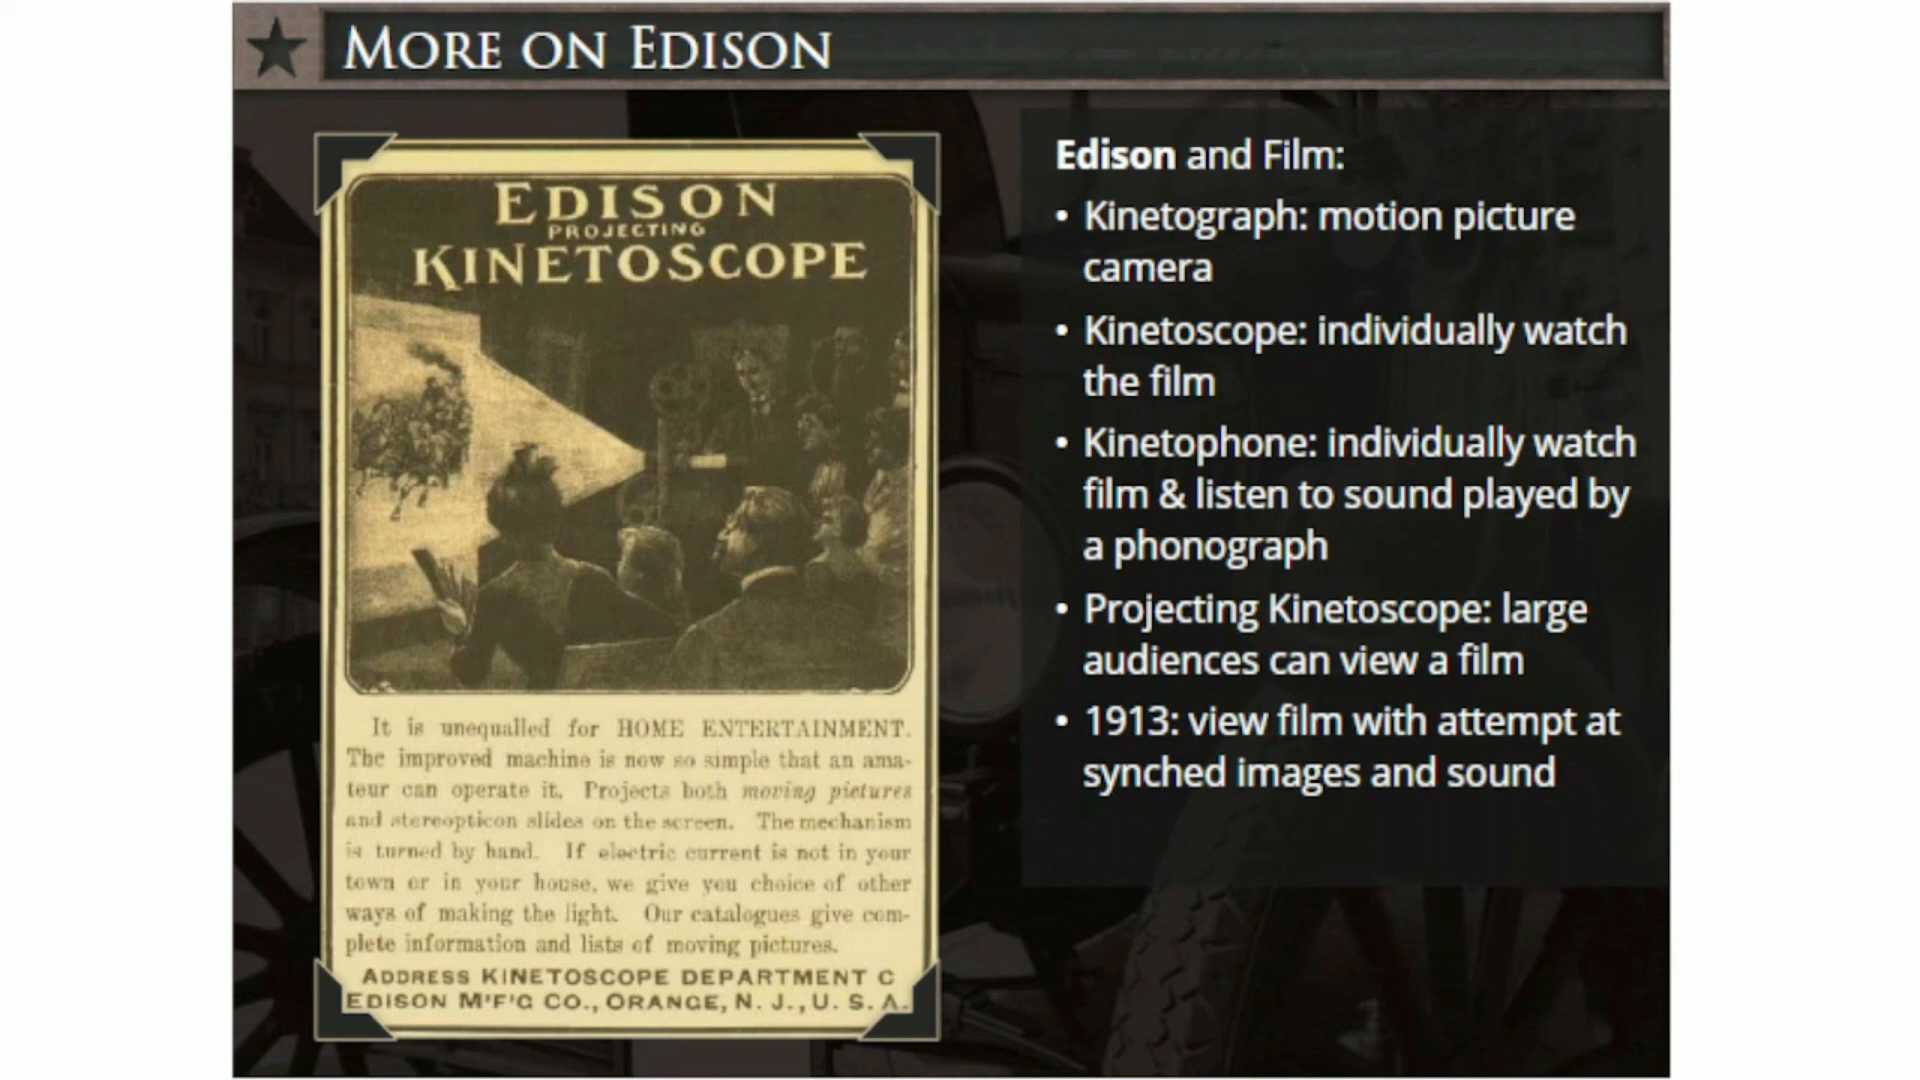 MORE ON EDISON
EDISON
PROJECTING
KINETOSCOPE
It is unequalled for HOME ENTERTAINMENT.
The improved machine is now so simple that an ama-
teur can operate it. Projects both moving pictures
and stereopticon slides on the screen. The mechanism
is turned by hand. If electric current is not in your
town or in your house, we give you choice of other
ways of making the light. Our catalogues give com-
plete information and lists of moving pictures.
ADDRESS KINETOSCOPE DEPARTMENT C
EDISON M'F'G CO., ORANGE, N. J., U. S. A.
Edison and Film:
• Kinetograph: motion picture
camera
• Kinetoscope: individually watch
the film
• Kinetophone: individually watch
film & listen to sound played by
a phonograph
• Projecting Kinetoscope: large
audiences can view a film
• 1913: view film with attempt at
synched images and sound